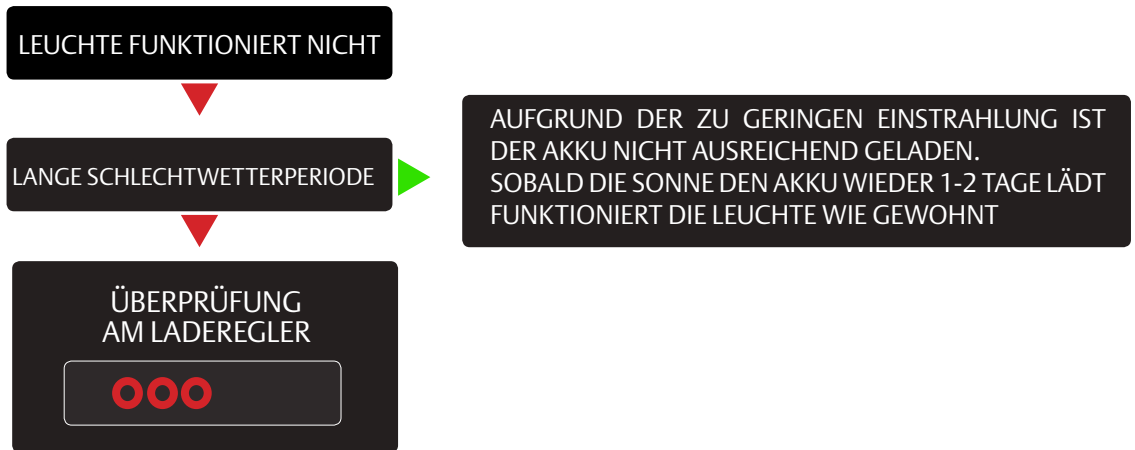 LEUCHTE FUNKTIONIERT NICHT
LANGE SCHLECHTWETTERPERIODE
AUFGRUND DER ZU GERINGEN EINSTRAHLUNG IST
DER AKKU NICHT AUSREICHEND GELADEN.
SOBALD DIE SONNE DEN AKKU WIEDER 1-2 TAGE LÄDT
FUNKTIONIERT DIE LEUCHTE WIE GEWOHNT
ÜBERPRÜFUNG
AM LADEREGLER